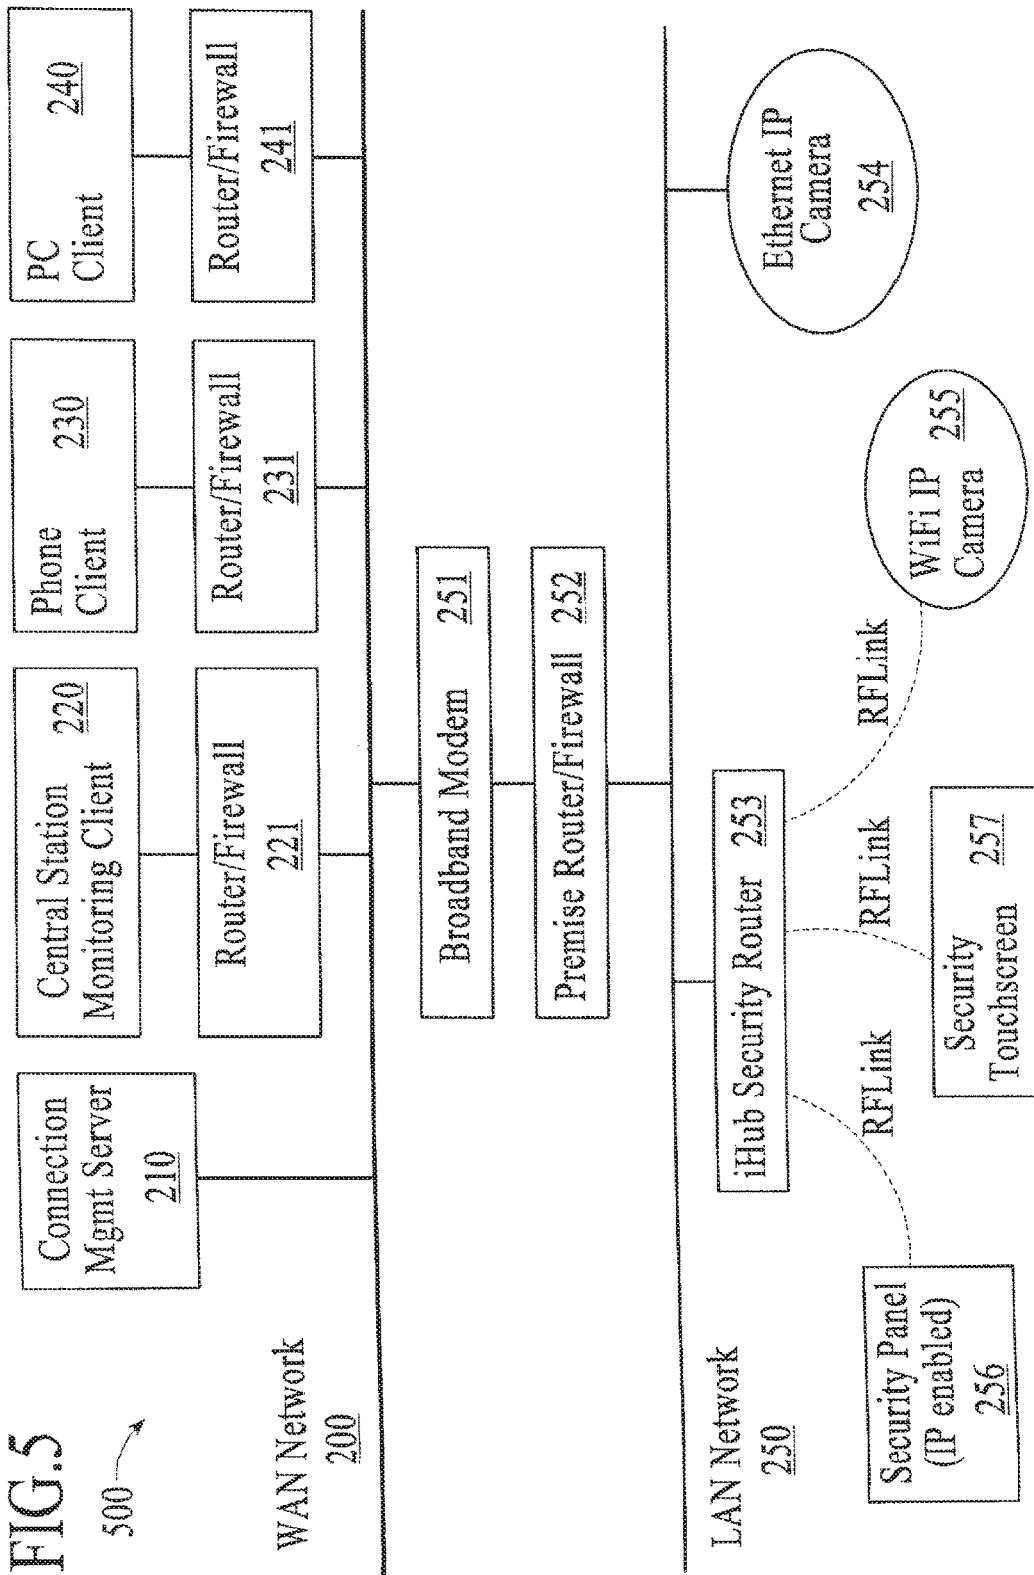 FIG.5
500
Connection
Mgmt Server
210
Central Station
Monitoring Client
220
Phone
Client
230
PC
Client
240
Router/Firewall
221
Router/Firewall
231
Router/Firewall
241
WAN Network
200
Broadband Modem 251
Premise Router/Firewall 252
LAN Network
250
iHub Security Router 253
Ethernet IP
Camera
254
RFLink
RFLink
RFLink
WiFi IP
Camera
255
Security Panel
(IP enabled)
256
Security
Touchscreen
257